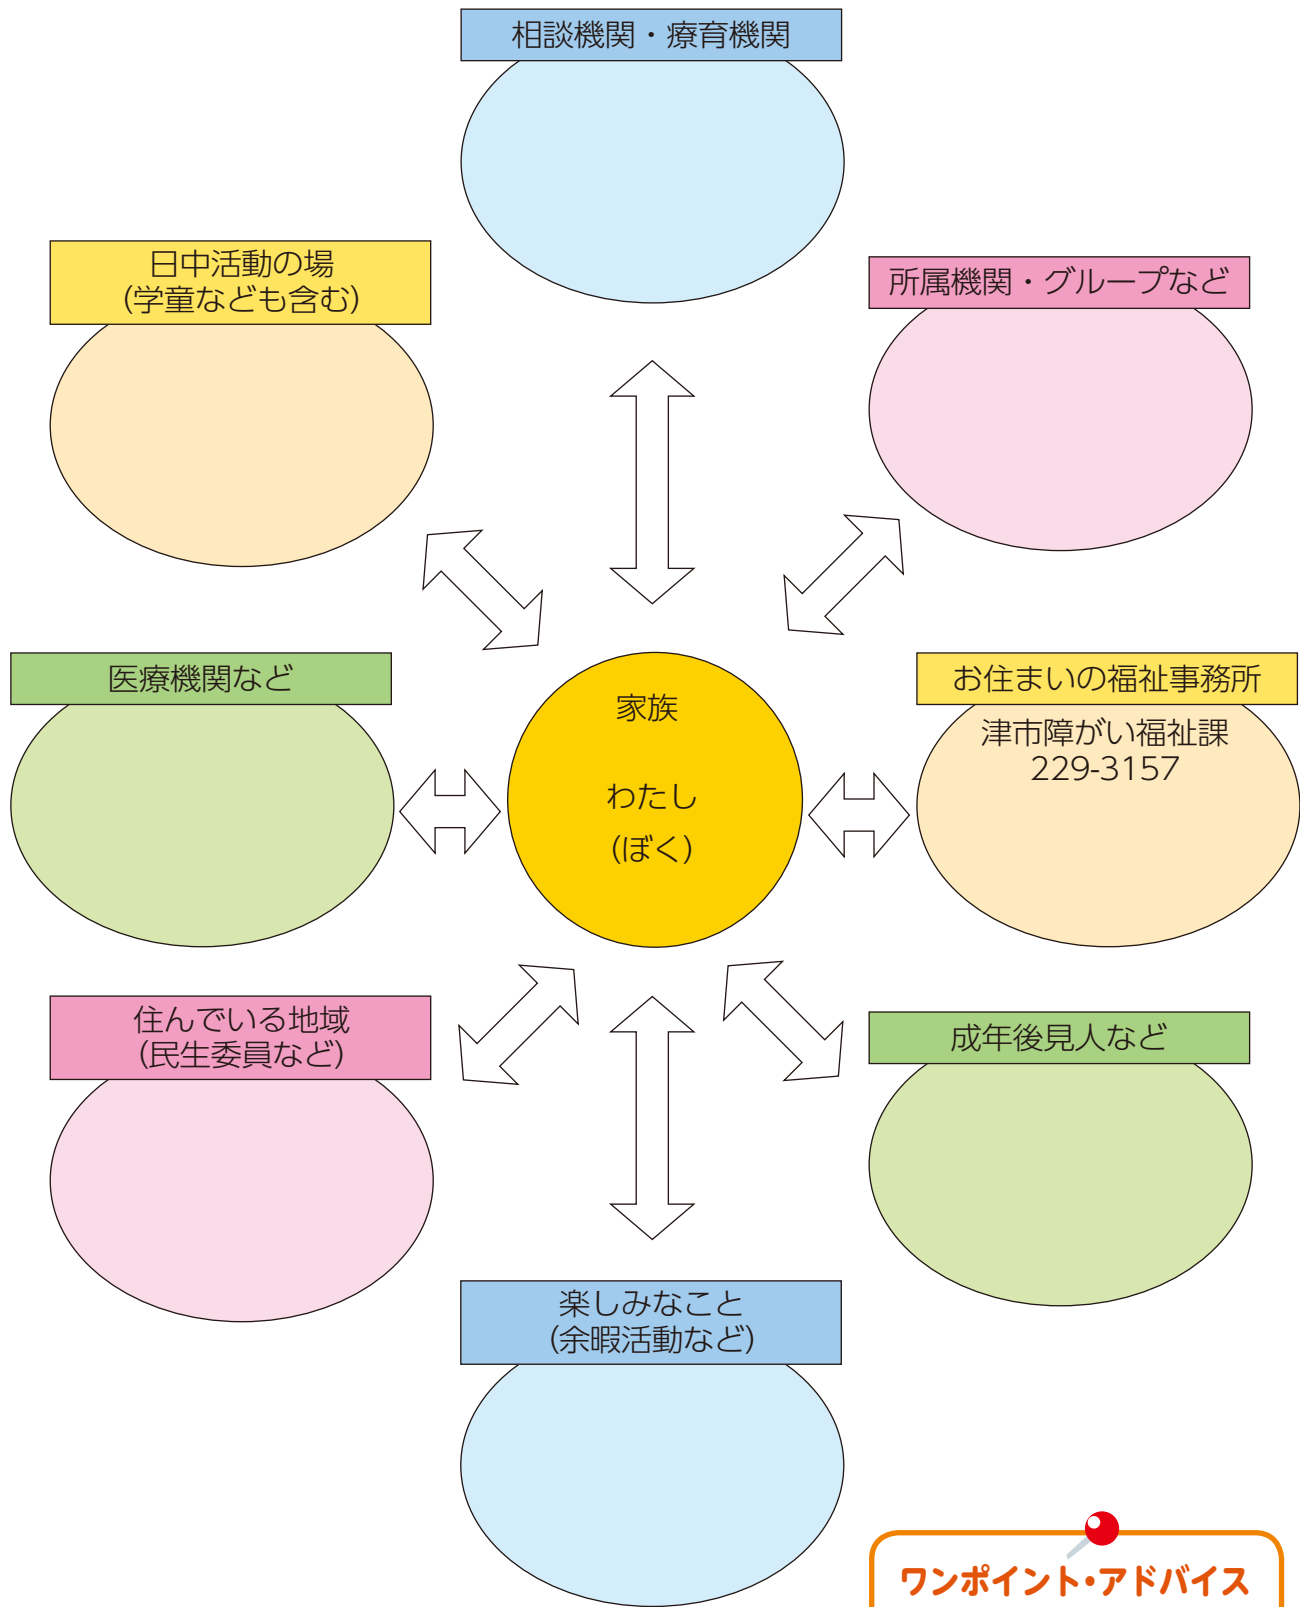 相談機関・療育機関
日中活動の場
(学童なども含む)
所属機関・グループなど
医療機関など
家族
わたし
(ぼく)
お住まいの福祉事務所
津市障がい福祉課
229-3157
住んでいる地域
(民生委員など)
成年後見人など
楽しみなこと
(余暇活動など)
ワンポイント・アドバイス